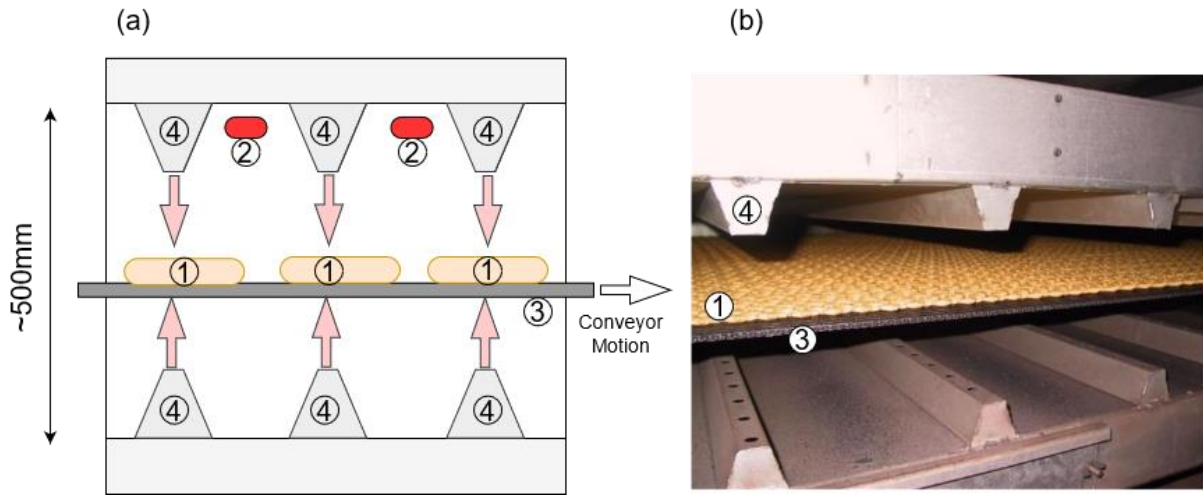 (a)
(b)
④ ④ ④
② ②
④
~500mm
① ① ①
①
③
③
Conveyor
Motion
④ ④ ④